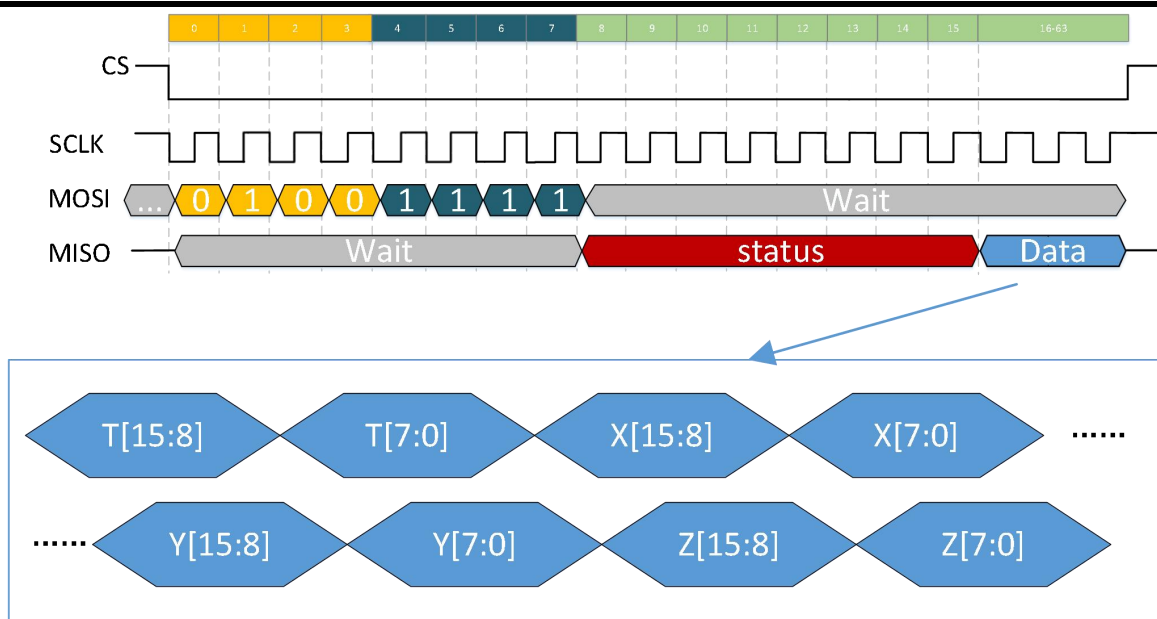 0 1 2 3 4 5 6 7 8 9 10 11 12 13 14 15 16-63
CS
SCLK
MOSI ... 0 1 0 0 1 1 1 1 Wait
MISO Wait status Data
T[15:8] T[7:0] X[15:8] X[7:0] ......
...... Y[15:8] Y[7:0] Z[15:8] Z[7:0]